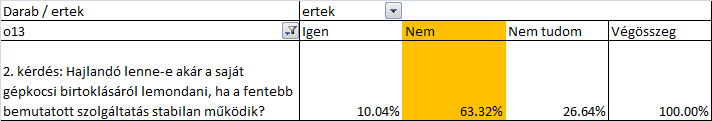 Darab / ertek ertek
o13 Igen Nem Nem tudom Végösszeg
2. kérdés: Hajlandó lenne-e akár a saját
gépkocsi birtoklásáról lemondani, ha a fentebb
bemutatott szolgáltatás stabilan működik? 10.04% 63.32% 26.64% 100.00%